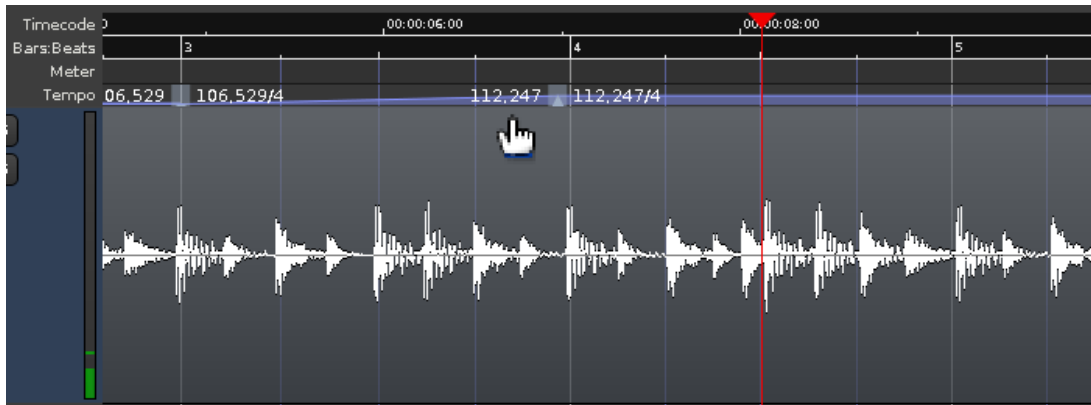 Timecode 00:00:06:00 00:00:08:00
Bars:Beats 3 4 5
Meter
Tempo 06,529 106,529/4 112,247 112,247/4